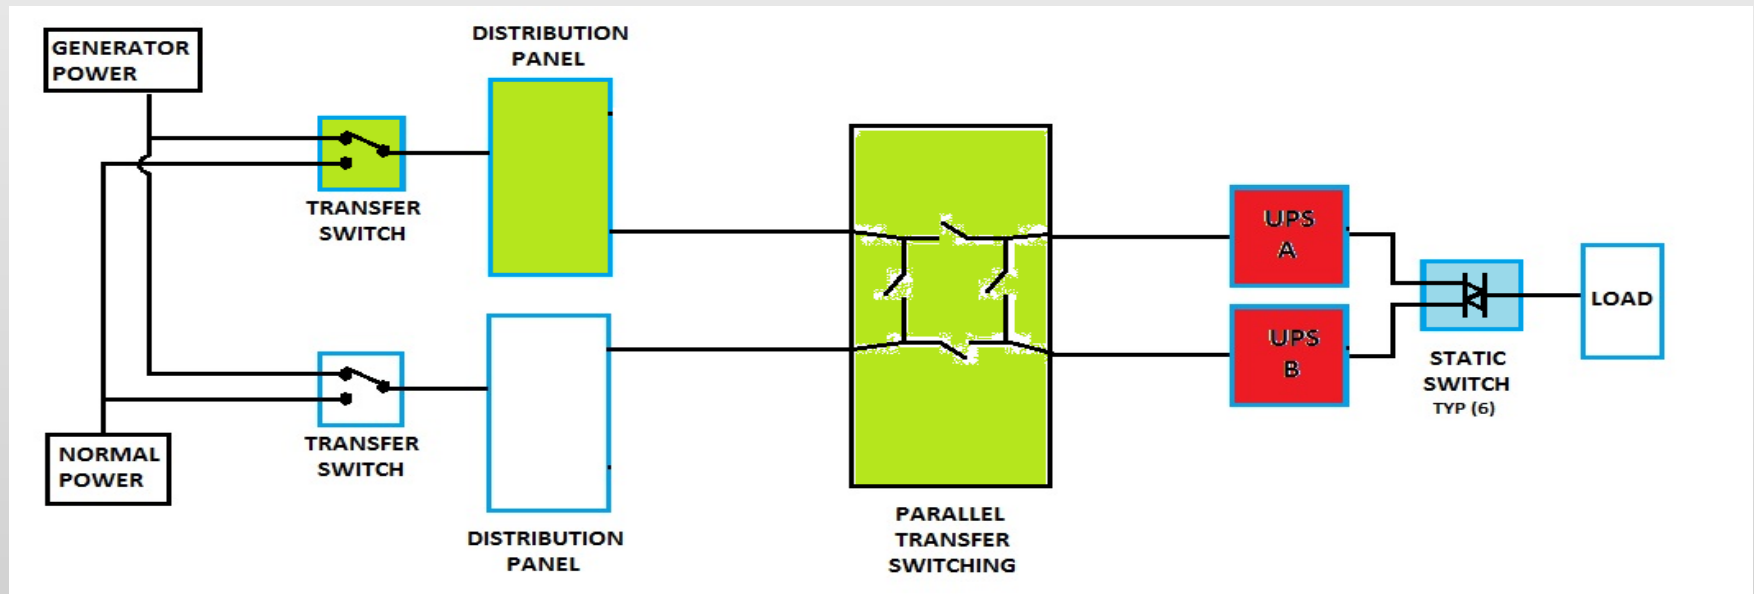 GENERATOR
POWER
DISTRIBUTION
PANEL
TRANSFER
SWITCH
UPS
A
UPS
B
LOAD
STATIC
SWITCH
TYP (6)
NORMAL
POWER
TRANSFER
SWITCH
DISTRIBUTION
PANEL
PARALLEL
TRANSFER
SWITCHING